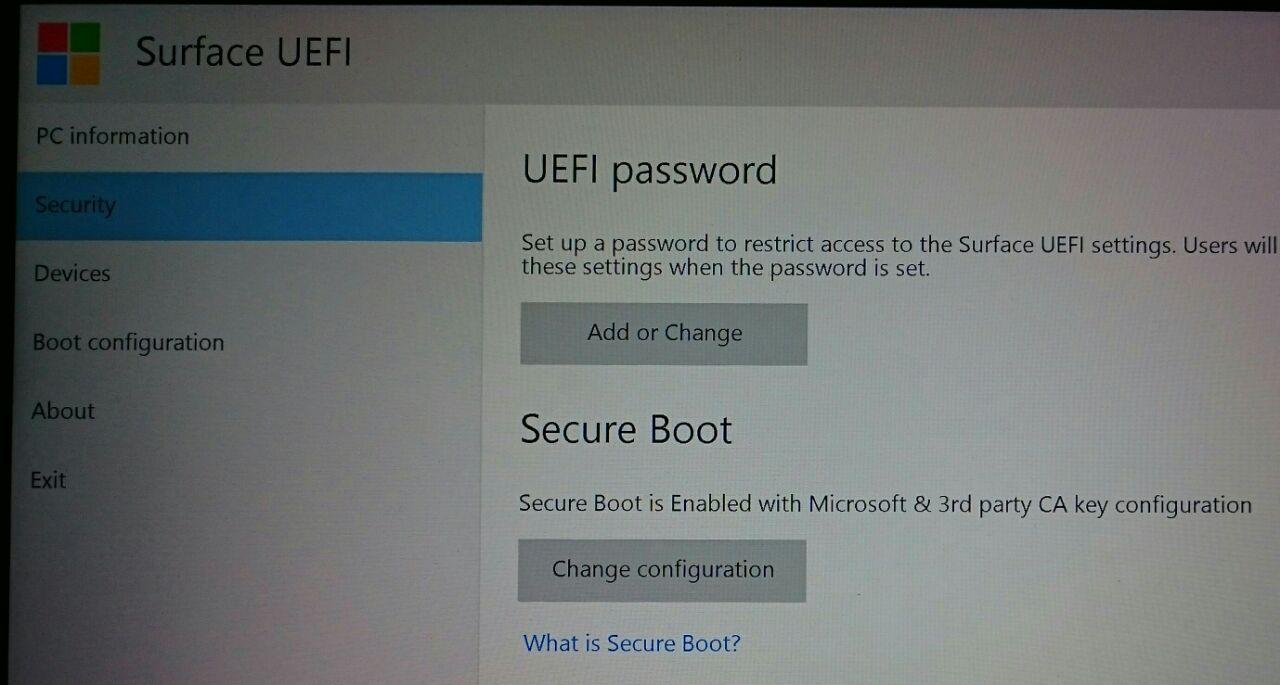 Surface UEFI
PC information
Security
Devices
Boot configuration
About
Exit
UEFI password
Set up a password to restrict access to the Surface UEFI settings. Users will
these settings when the password is set.
Add or Change
Secure Boot
Secure Boot is Enabled with Microsoft & 3rd party CA key configuration
Change configuration
What is Secure Boot?